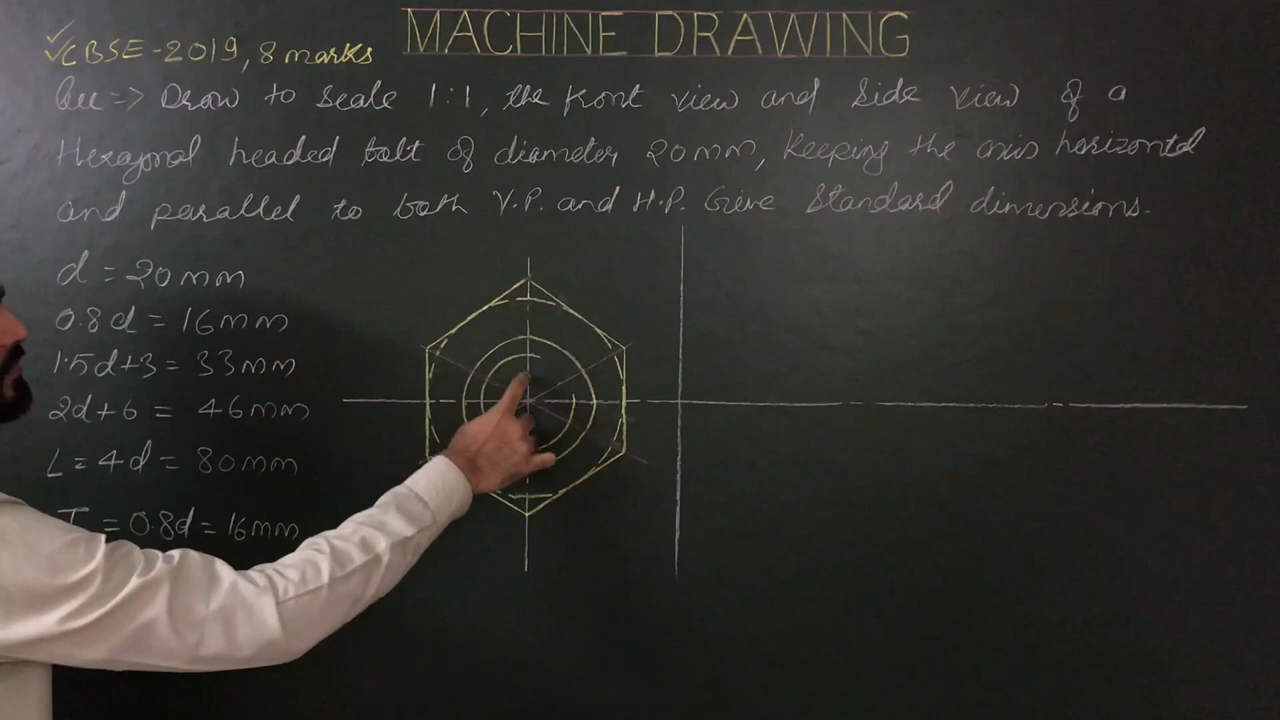 MACHINE DRAWING
CBSE-2019, 8 marks
Que => Draw to scale 1:1, the front view and side view of a
Hexagonal headed bolt of diameter 20mm, keeping the axis horizontal
and parallel to both V.P. and H.P. Give standard dimensions.
d = 20mm
0.8d = 16mm
1.5d+3 = 33mm
2d+6 = 46mm
L = 4d = 80mm
T = 0.8d = 16mm